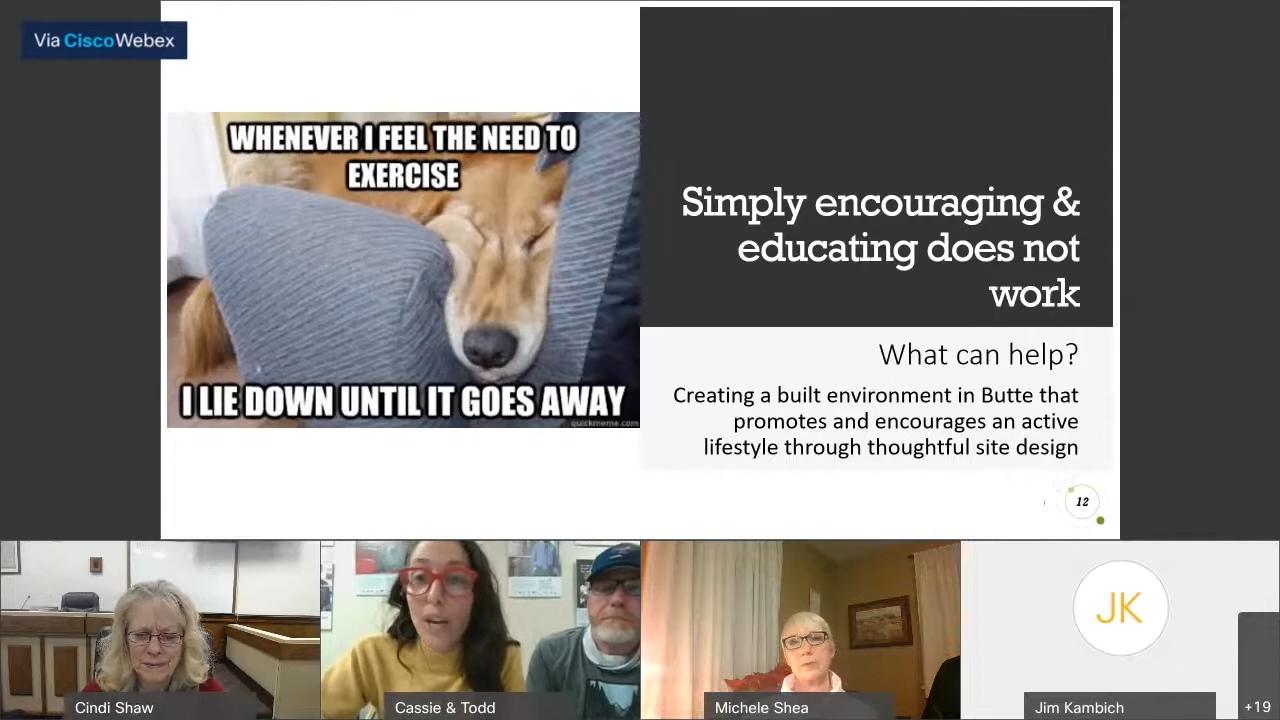 Via CiscoWebex
WHENEVER I FEEL THE NEED TO
EXERCISE
I LIE DOWN UNTIL IT GOES AWAY
quickmeme.com
Simply encouraging &
educating does not
work
What can help?
Creating a built environment in Butte that
promotes and encourages an active
lifestyle through thoughtful site design
12
JK
Cindi Shaw
Cassie & Todd
Michele Shea
Jim Kambich
+19